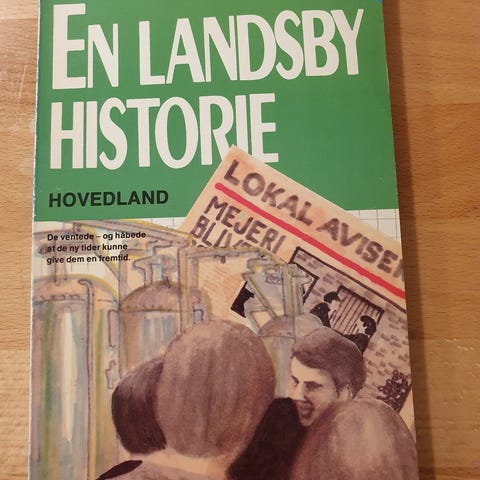 EN LANDSBY
HISTORIE
HOVEDLAND
De ventede – og håbede
at de ny tider kunne
give dem en fremtid.
LOKAL AVISEN
MEJERI